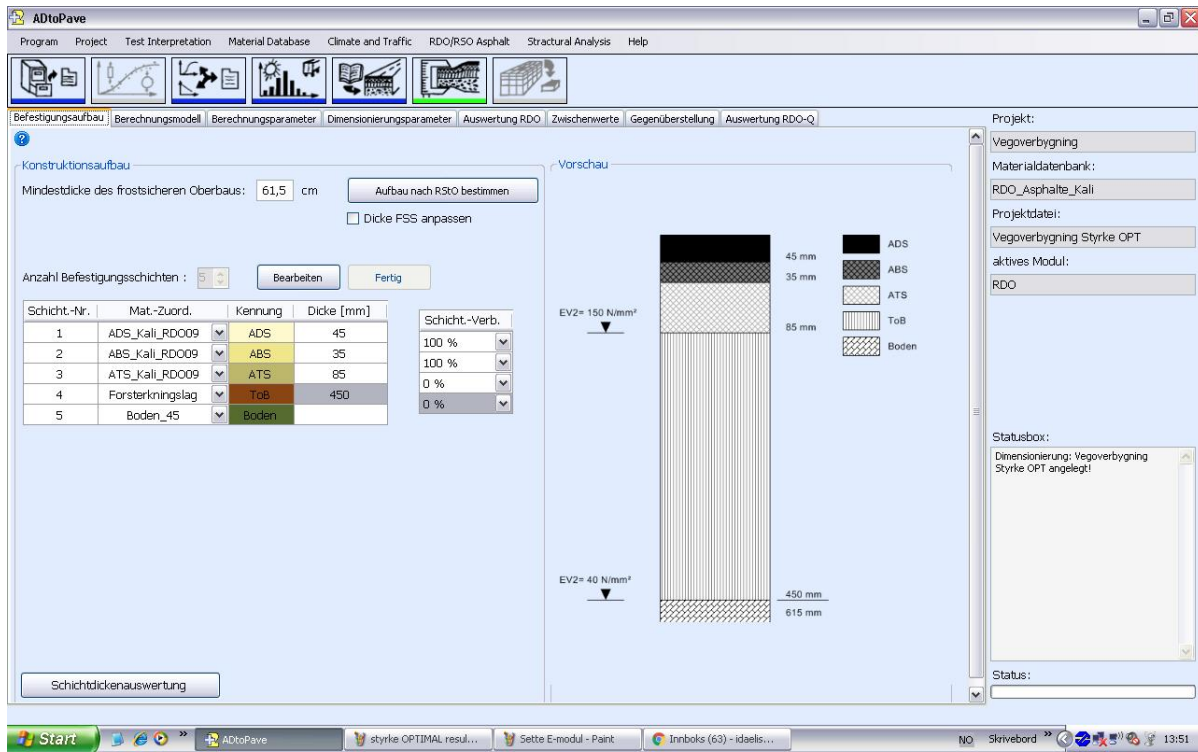 ADtoPave
Program Project Test Interpretation Material Database Climate and Traffic RDO/RSO Asphalt Stractural Analysis Help
Befestigungsaufbau Berechnungsmodell Berechnungsparameter Dimensionierungsparameter Auswertung RDO Zwischenwerte Gegenüberstellung Auswertung RDO-Q
Konstruktionsaufbau
Mindestdicke des frostsicheren Oberbaus: 61,5 cm
Aufbau nach RStO bestimmen
Dicke FSS anpassen
Anzahl Befestigungsschichten : 5 Bearbeiten Fertig
Schicht.-Nr. Mat.-Zuord. Kennung Dicke [mm] Schicht.-Verb.
1 ADS_Kali_RDO09 ADS 45
100 %
2 ABS_Kali_RDO09 ABS 35
100 %
3 ATS_Kali_RDO09 ATS 85
0 %
4 Forsterkningslag ToB 450
0 %
5 Boden_45 Boden
Schichtdickenauswertung
Vorschau
45 mm
35 mm
EV2= 150 N/mm²
85 mm
EV2= 40 N/mm²
450 mm
615 mm
ADS
ABS
ATS
ToB
Boden
Projekt:
Vegoverbygning
Materialdatenbank:
RDO_Asphalte_Kali
Projektdatei:
Vegoverbygning Styrke OPT
aktives Modul:
RDO
Statusbox:
Dimensionierung: Vegoverbygning
Styrke OPT angelegt!
Status:
Start » ADtoPave styrke OPTIMAL resul... Sette E-modul - Paint Innboks (63) - idaelis... NO Skrivebord » 13:51